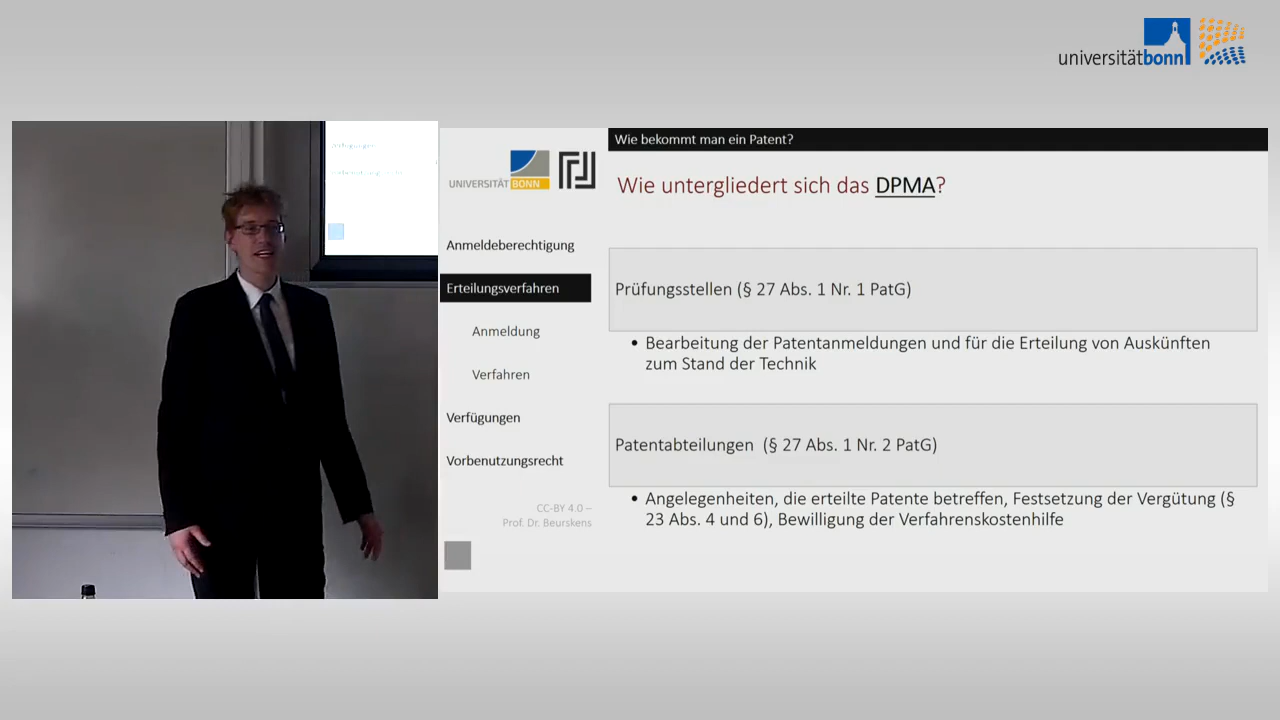 universitätbonn
Wie bekommt man ein Patent?
UNIVERSITÄT BONN
Wie untergliedert sich das DPMA?
Anmeldeberechtigung
Erteilungsverfahren
Anmeldung
Verfahren
Verfügungen
Vorbenutzungsrecht
CC-BY 4.0 –
Prof. Dr. Beurskens
Prüfungsstellen (§ 27 Abs. 1 Nr. 1 PatG)
• Bearbeitung der Patentanmeldungen und für die Erteilung von Auskünften
zum Stand der Technik
Patentabteilungen (§ 27 Abs. 1 Nr. 2 PatG)
• Angelegenheiten, die erteilte Patente betreffen, Festsetzung der Vergütung (§
23 Abs. 4 und 6), Bewilligung der Verfahrenskostenhilfe